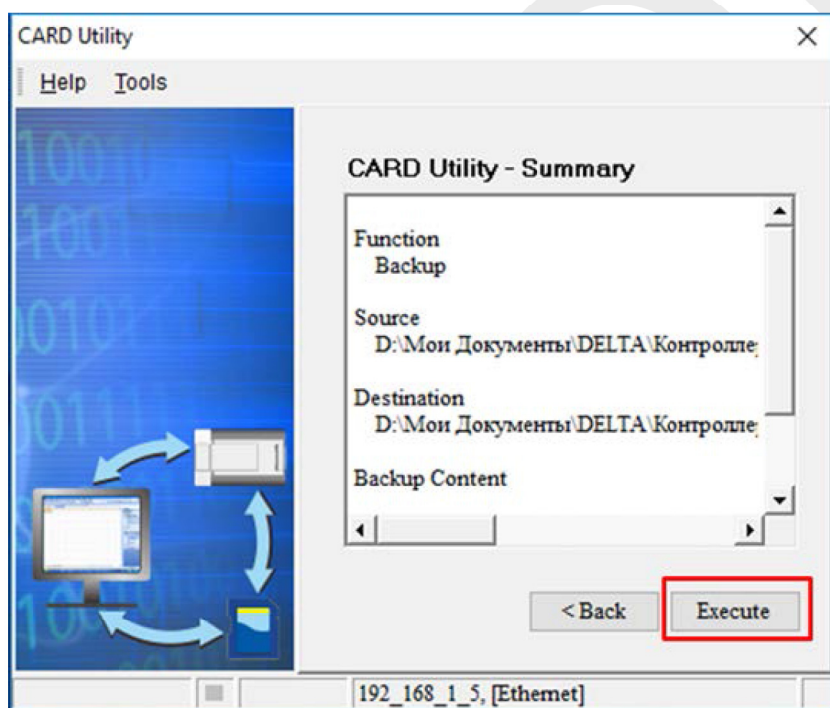 CARD Utility
Help Tools
CARD Utility - Summary
Function
Backup
Source
D:\Мои Документы\DELTA\Контролле
Destination
D:\Мои Документы\DELTA\Контролле
Backup Content
< Back Execute
192_168_1_5, [Ethernet]